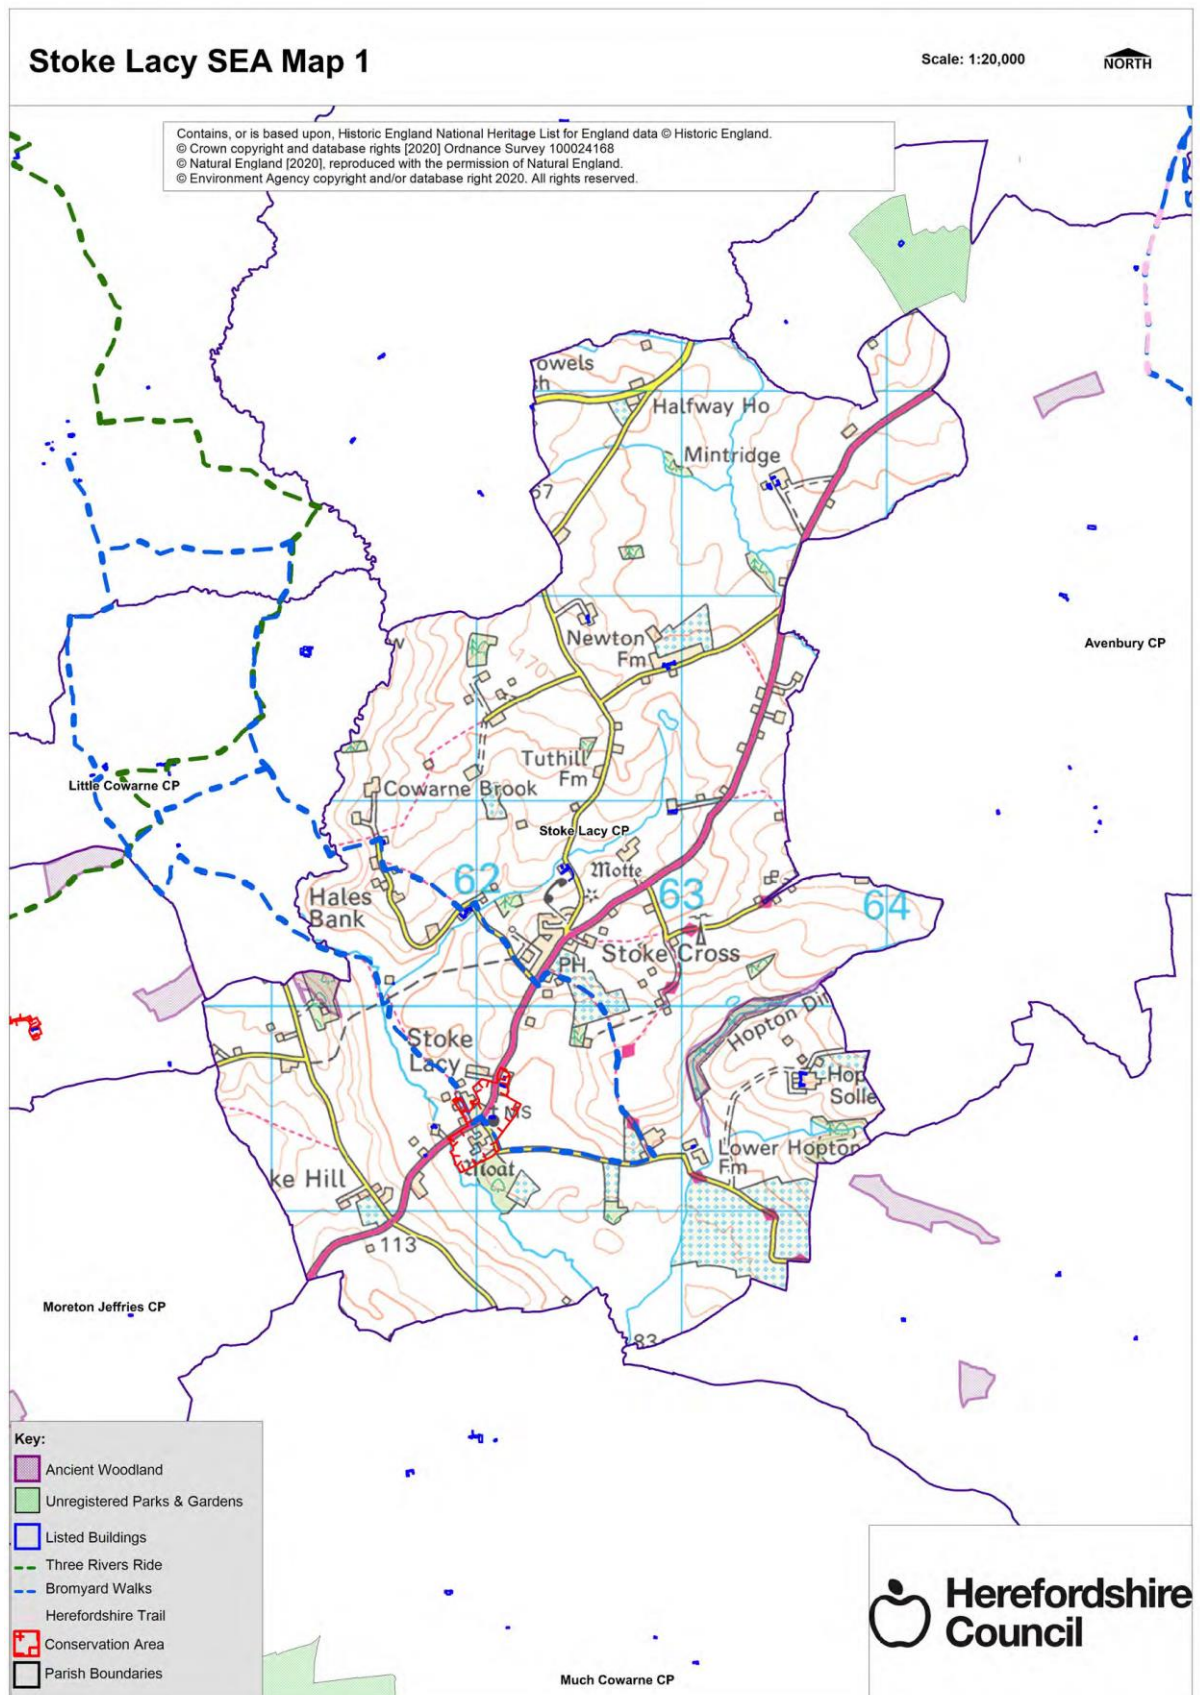 Stoke Lacy SEA Map 1
Scale: 1:20,000
NORTH
Contains, or is based upon, Historic England National Heritage List for England data © Historic England.
© Crown copyright and database rights [2020] Ordnance Survey 100024168
© Natural England [2020], reproduced with the permission of Natural England.
© Environment Agency copyright and/or database right 2020. All rights reserved.
owels
h
Halfway Ho
Mintridge
67
Newton
Fm
w
170
Avenbury CP
Tuthill
Fm
Little Cowarne CP
Cowarne Brook
Stoke Lacy CP
Motte
62
63
64
Hales
Bank
Stoke Cross
PH
Hopton Din
Stoke
Lacy
Hop
Solle
MS
Moat
Lower Hopton
Fm
ke Hill
113
Moreton Jeffries CP
83
Key:
Ancient Woodland
Unregistered Parks & Gardens
Listed Buildings
Three Rivers Ride
Bromyard Walks
Herefordshire Trail
Conservation Area
Parish Boundaries
Much Cowarne CP
Herefordshire
Council